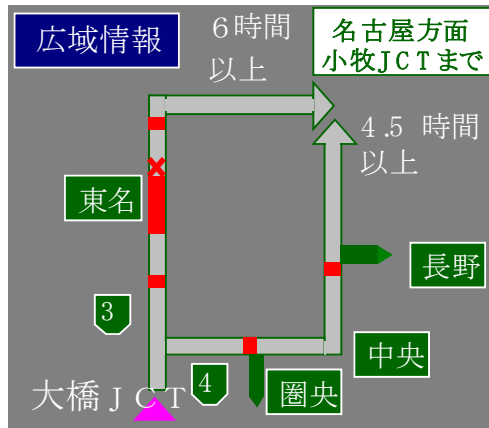 広域情報
6時間
以上
名古屋方面
小牧JCTまで
4.5 時間
以上
東名
長野
3
中央
大橋JCT
4
圏央